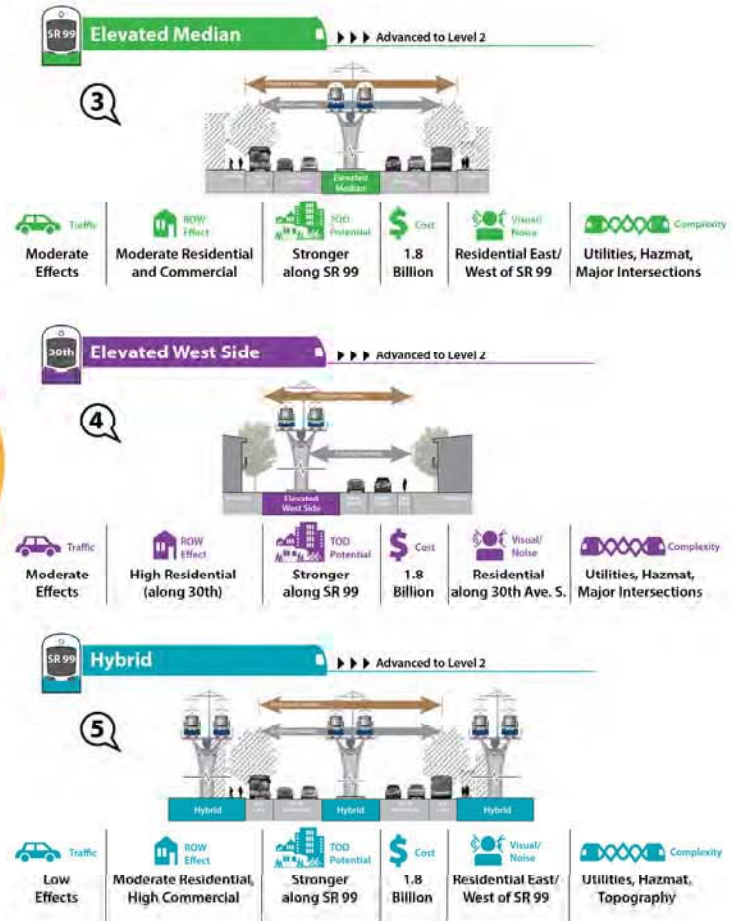 SR 99
Elevated Median
Advanced to Level 2
3
Elevated
Median
Traffic
Moderate
Effects
ROW
Effect
Moderate Residential
and Commercial
TOD
Potential
Stronger
along SR 99
$ Cost
1.8
Billion
Visual/
Noise
Residential East/
West of SR 99
Complexity
Utilities, Hazmat,
Major Intersections
30th
Elevated West Side
Advanced to Level 2
4
Elevated
West Side
Traffic
Moderate
Effects
ROW
Effect
High Residential
(along 30th)
TOD
Potential
Stronger
along SR 99
$ Cost
1.8
Billion
Visual/
Noise
Residential
along 30th Ave. S.
Complexity
Utilities, Hazmat,
Major Intersections
SR 99
Hybrid
Advanced to Level 2
5
Hybrid
Hybrid
Hybrid
Traffic
Low
Effects
ROW
Effect
Moderate Residential,
High Commercial
TOD
Potential
Stronger
along SR 99
$ Cost
1.8
Billion
Visual/
Noise
Residential East/
West of SR 99
Complexity
Utilities, Hazmat,
Topography